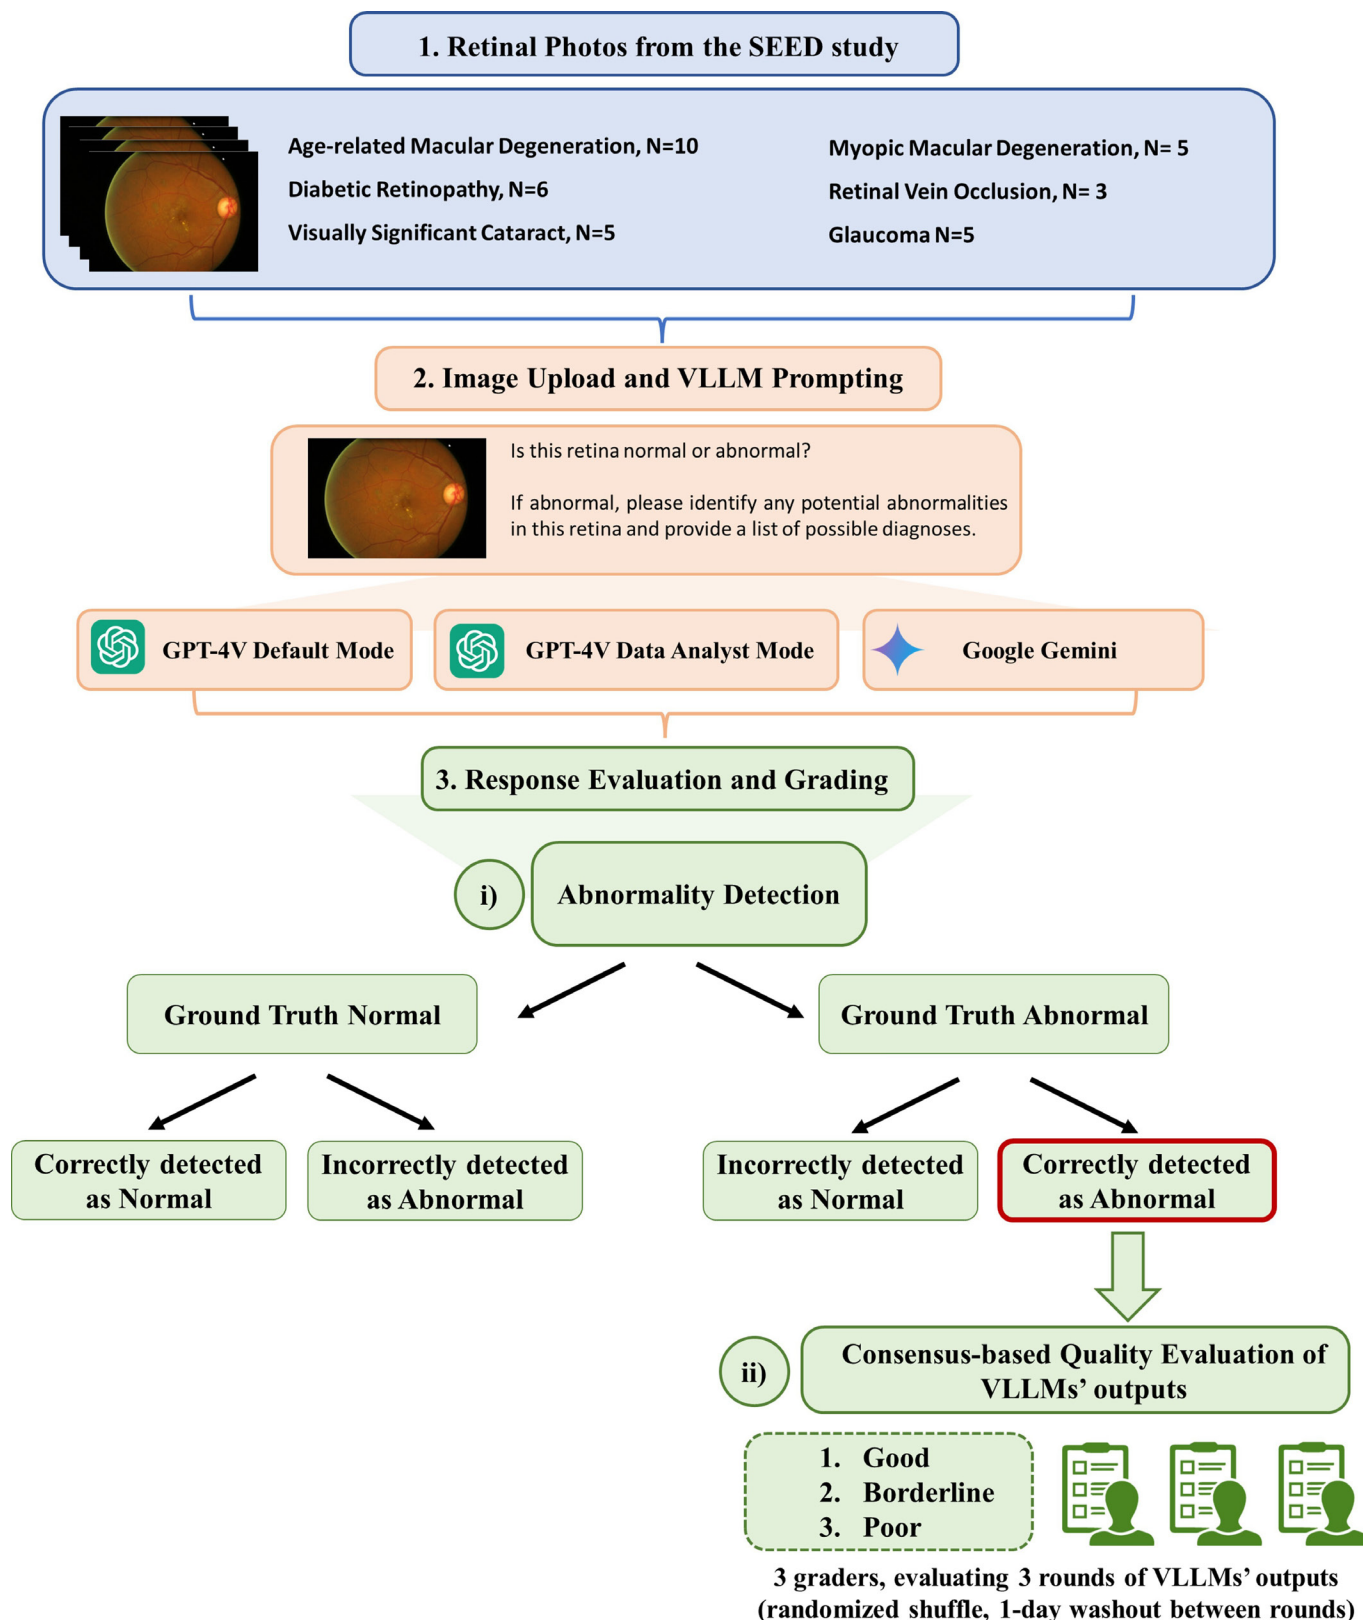 1. Retinal Photos from the SEED study
Age-related Macular Degeneration, N=10
Diabetic Retinopathy, N=6
Visually Significant Cataract, N=5
Myopic Macular Degeneration, N= 5
Retinal Vein Occlusion, N= 3
Glaucoma N=5
2. Image Upload and VLLM Prompting
Is this retina normal or abnormal?
If abnormal, please identify any potential abnormalities
in this retina and provide a list of possible diagnoses.
GPT-4V Default Mode
GPT-4V Data Analyst Mode
Google Gemini
3. Response Evaluation and Grading
i)
Abnormality Detection
Ground Truth Normal
Ground Truth Abnormal
Correctly detected
as Normal
Incorrectly detected
as Abnormal
Incorrectly detected
as Normal
Correctly detected
as Abnormal
ii)
Consensus-based Quality Evaluation of
VLLMs’ outputs
1. Good
2. Borderline
3. Poor
3 graders, evaluating 3 rounds of VLLMs’ outputs
(randomized shuffle, 1-day washout between rounds)